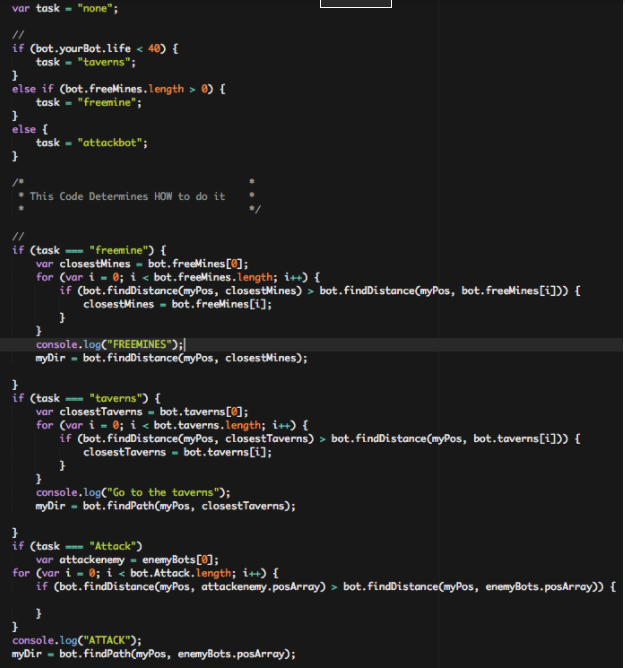 var task = "none";
//
if (bot.yourBot.life < 40) {
    task = "taverns";
}
else if (bot.freeMines.length > 0) {
    task = "freemine";
}
else {
    task = "attackbot";
}
/*                                      *
 * This Code Determines HOW to do it    *
 *                                      */
//
if (task === "freemine") {
    var closestMines = bot.freeMines[0];
    for (var i = 0; i < bot.freeMines.length; i++) {
        if (bot.findDistance(myPos, closestMines) > bot.findDistance(myPos, bot.freeMines[i])) {
            closestMines = bot.freeMines[i];
        }
    }
    console.log("FREEMINES");
    myDir = bot.findDistance(myPos, closestMines);
}
if (task === "taverns") {
    var closestTaverns = bot.taverns[0];
    for (var i = 0; i < bot.taverns.length; i++) {
        if (bot.findDistance(myPos, closestTaverns) > bot.findDistance(myPos, bot.taverns[i])) {
            closestTaverns = bot.taverns[i];
        }
    }
    console.log("Go to the taverns");
    myDir = bot.findPath(myPos, closestTaverns);
}
if (task === "Attack")
    var attackenemy = enemyBots[0];
for (var i = 0; i < bot.Attack.length; i++) {
    if (bot.findDistance(myPos, attackenemy.posArray) > bot.findDistance(myPos, enemyBots.posArray)) {
    }
}
console.log("ATTACK");
myDir = bot.findPath(myPos, enemyBots.posArray);